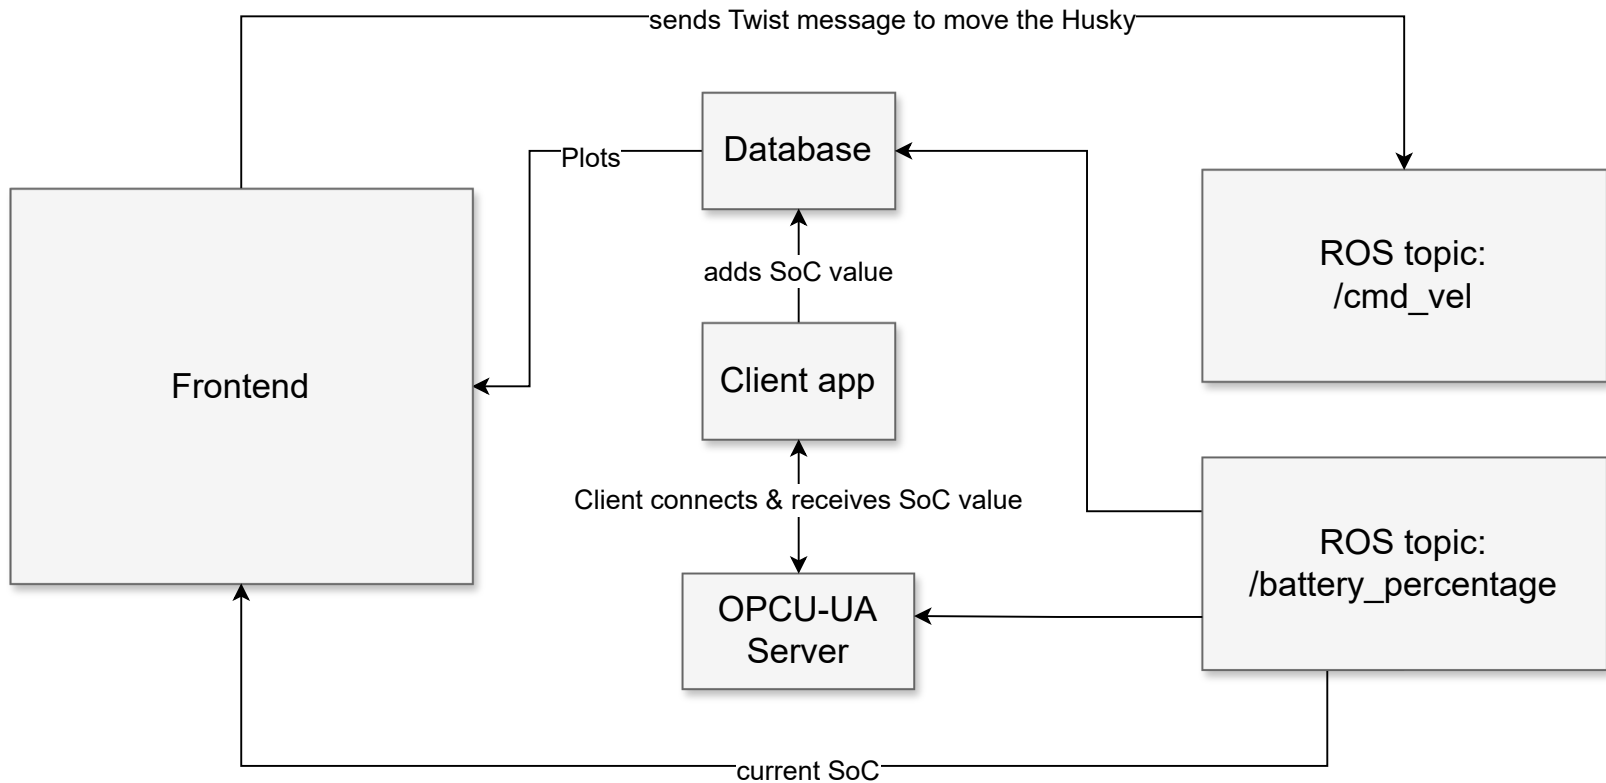 sends Twist message to move the Husky
Database
Plots
ROS topic:
/cmd_vel
adds SoC value
Frontend
Client app
Client connects & receives SoC value
ROS topic:
/battery_percentage
OPCU-UA
Server
current SoC